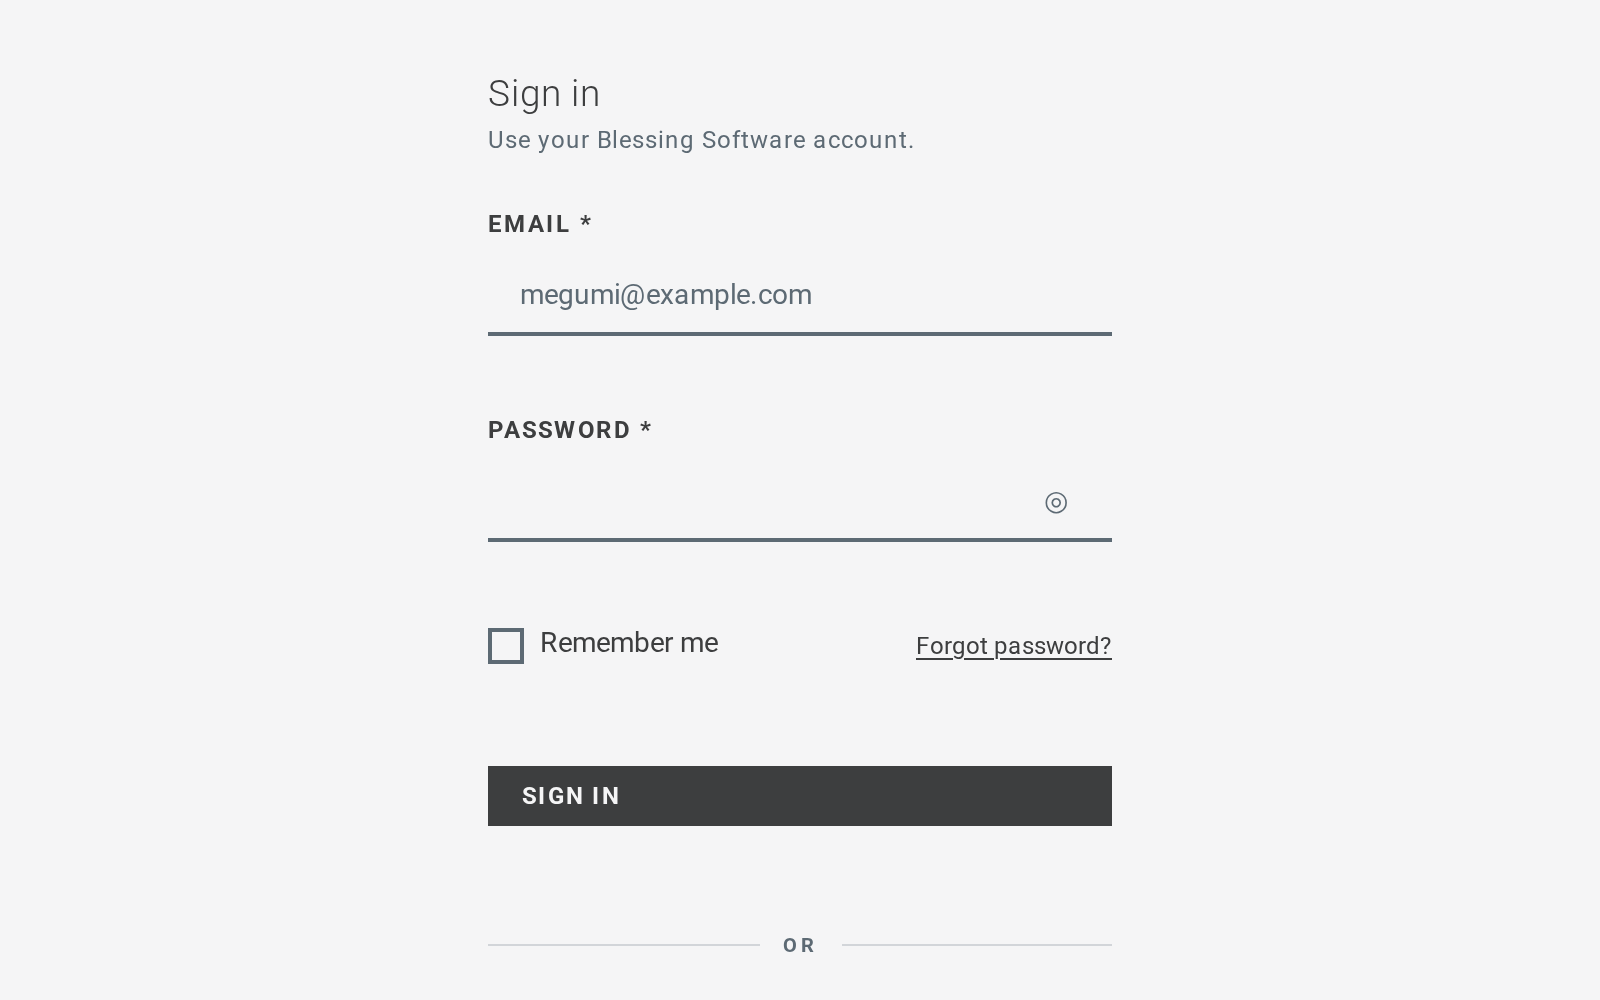 Sign in
Use your Blessing Software account.
EMAIL *
megumi@example.com
PASSWORD *
Remember me
Forgot password?
SIGN IN
OR